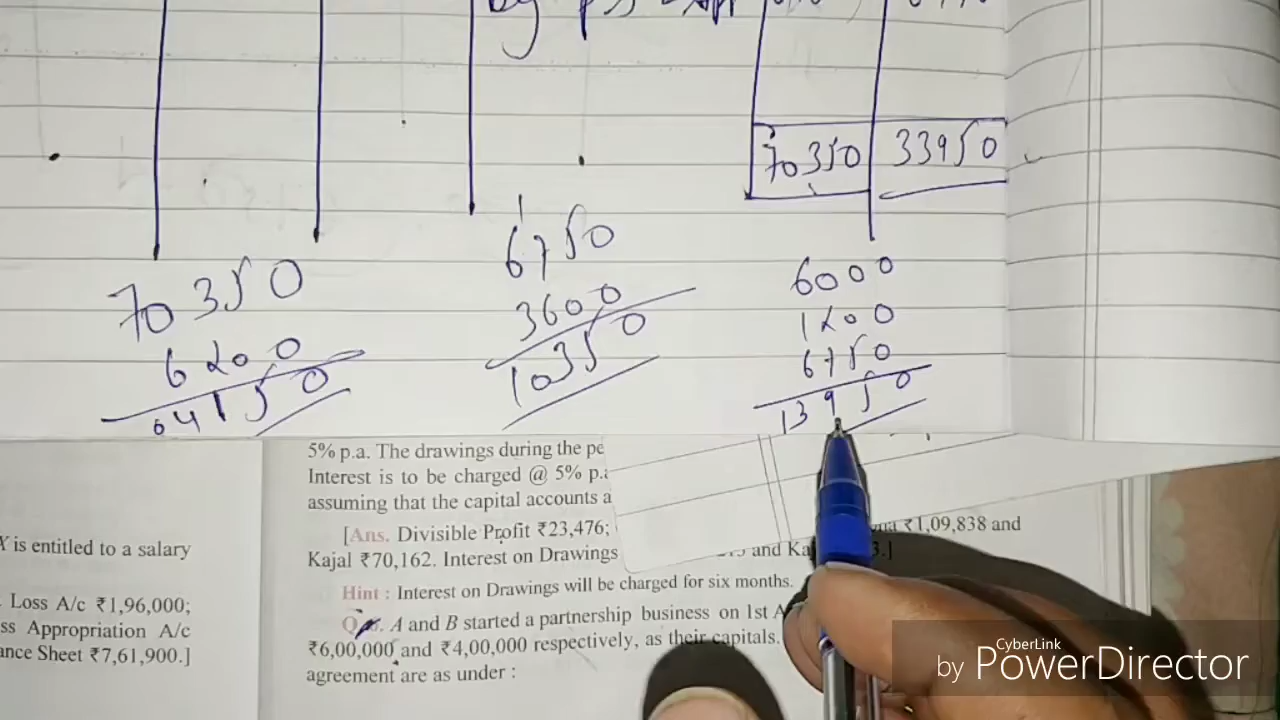 By
70350 33950
70350
6200
64150
6750
3600
10350
6000
1200
6750
13950
5% p.a. The drawings during the pe
Interest is to be charged @ 5% p.a
assuming that the capital accounts a
[Ans. Divisible Profit ₹23,476; ₹1,09,838 and
Kajal ₹70,162. Interest on Drawings and Ka
Hint : Interest on Drawings will be charged for six months.
A and B started a partnership business on 1st A
₹6,00,000 and ₹4,00,000 respectively, as their capitals.
agreement are as under :
X is entitled to a salary
Loss A/c ₹1,96,000;
ss Appropriation A/c
ance Sheet ₹7,61,900.]
CyberLink
by PowerDirector